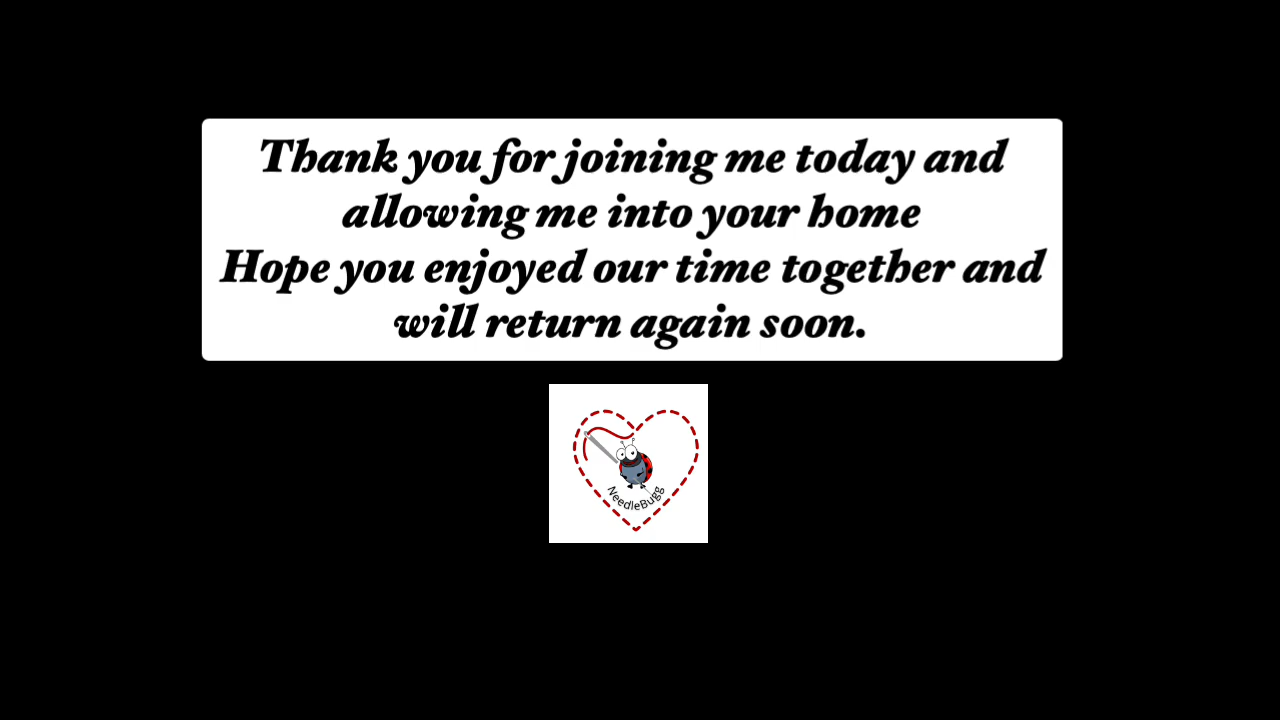 Thank you for joining me today and
allowing me into your home
Hope you enjoyed our time together and
will return again soon.
NeedleBugg